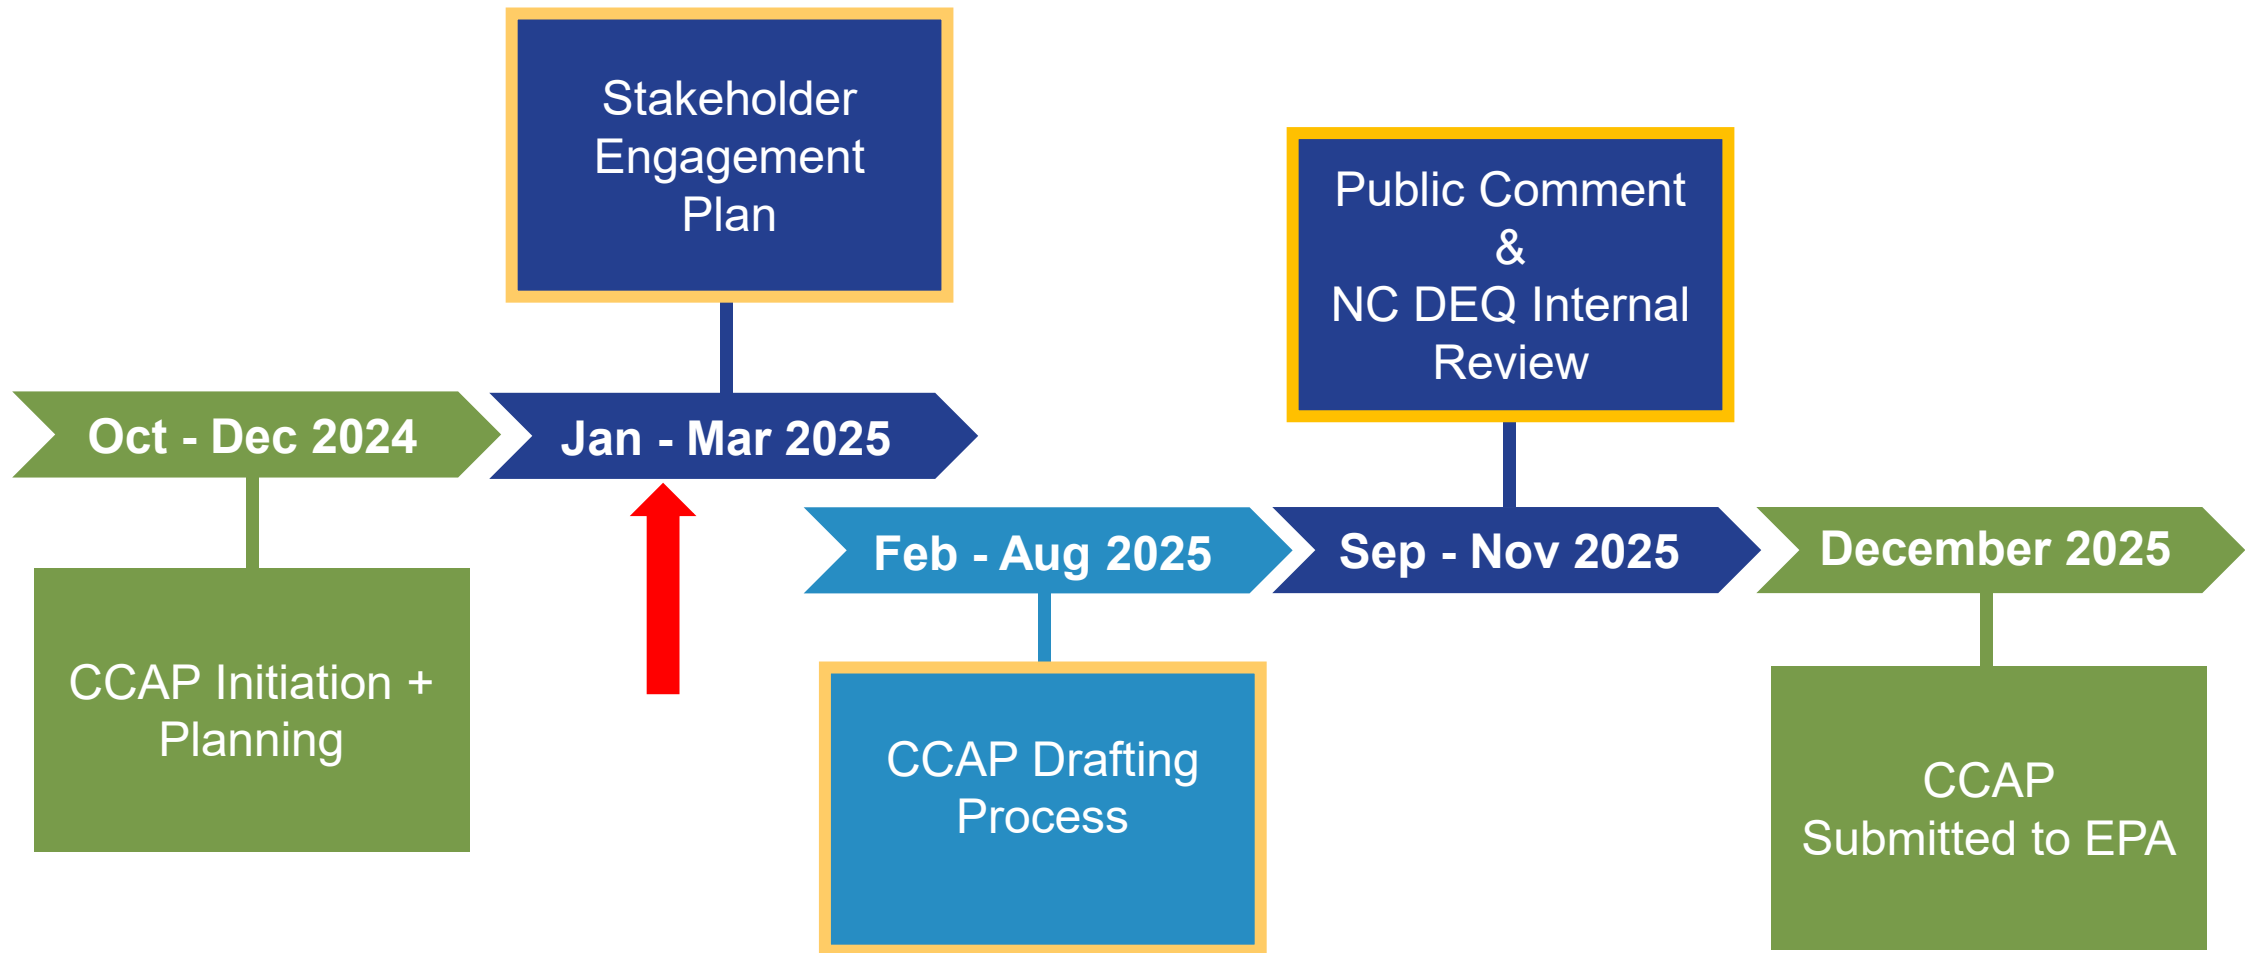 Stakeholder
Engagement
Plan
Public Comment
&
NC DEQ Internal
Review
Oct - Dec 2024
Jan - Mar 2025
Feb - Aug 2025
Sep - Nov 2025
December 2025
CCAP Initiation +
Planning
CCAP Drafting
Process
CCAP
Submitted to EPA